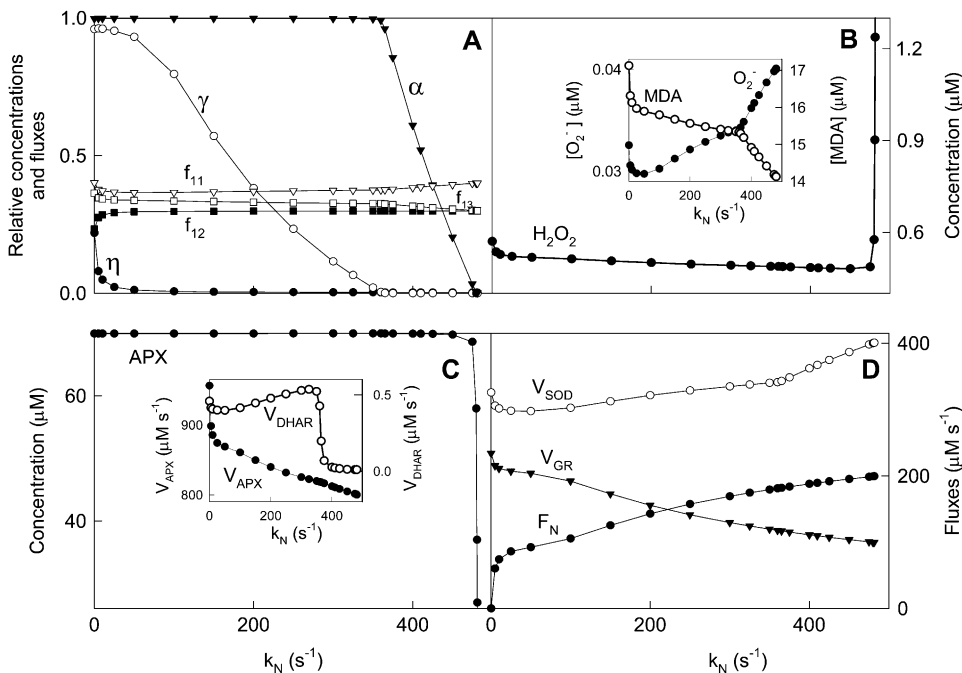 A
1.0
0.5
0.0
Relative concentrations
and fluxes
γ
α
f11
f12
f13
η
B
1.2
0.9
0.6
Concentration (μM)
H2O2
0.04
0.03
[O2-] (μM)
MDA
O2-
17
16
15
14
[MDA] (μM)
0 200 400
kN (s-1)
C
APX
60
40
Concentration (μM)
900
800
VAPX (μM s-1)
VDHAR
VAPX
0.5
0.0
VDHAR (μM s-1)
0 200 400
kN (s-1)
0 200 400
kN (s-1)
D
VSOD
VGR
FN
400
200
0
Fluxes (μM s-1)
0 200 400
kN (s-1)